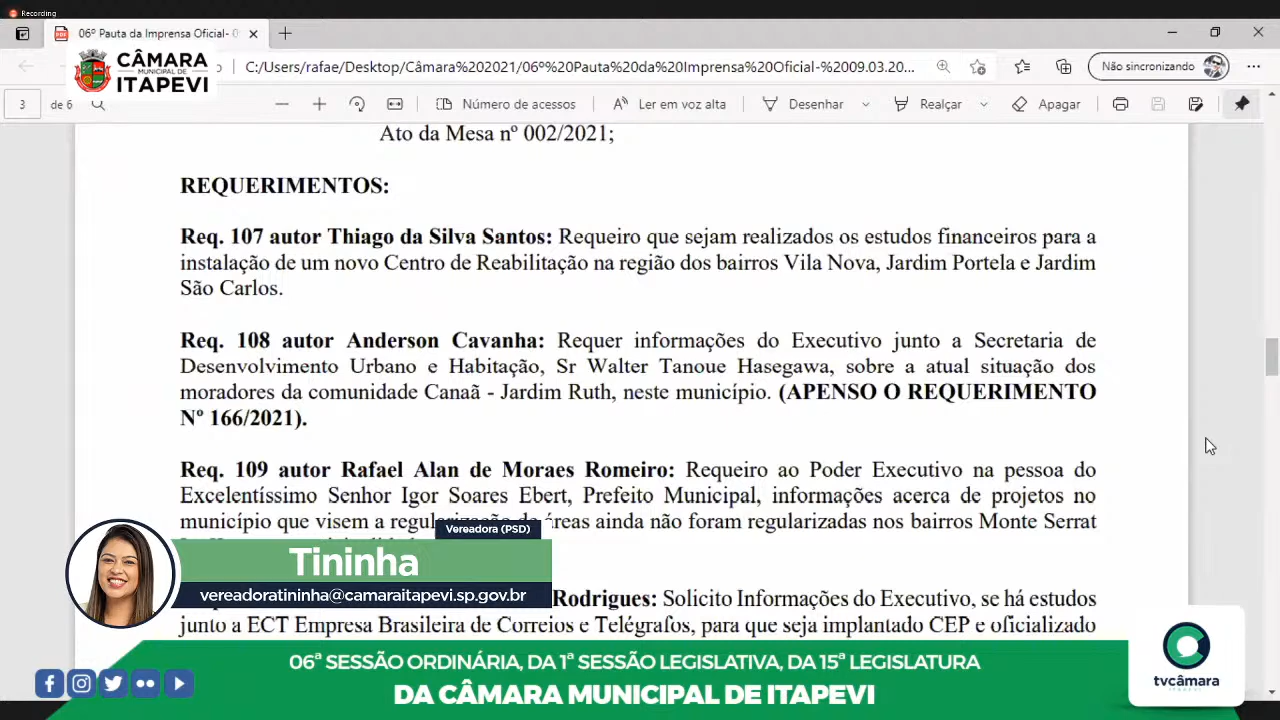 Recording
06º Pauta da Imprensa Oficial- 0
CÂMARA
MUNICIPAL DE
ITAPEVI
C:/Users/rafae/Desktop/Câmara%202021/06º%20Pauta%20da%20Imprensa%20Oficial-%209.03.20...
Não sincronizando
3 de 6
Número de acessos
Ler em voz alta
Desenhar
Realçar
Apagar
Ato da Mesa nº 002/2021;
REQUERIMENTOS:
Req. 107 autor Thiago da Silva Santos: Requeiro que sejam realizados os estudos financeiros para a
instalação de um novo Centro de Reabilitação na região dos bairros Vila Nova, Jardim Portela e Jardim
São Carlos.
Req. 108 autor Anderson Cavanha: Requer informações do Executivo junto a Secretaria de
Desenvolvimento Urbano e Habitação, Sr Walter Tanoue Hasegawa, sobre a atual situação dos
moradores da comunidade Canaã - Jardim Ruth, neste município. (APENSO O REQUERIMENTO
Nº 166/2021).
Req. 109 autor Rafael Alan de Moraes Romeiro: Requeiro ao Poder Executivo na pessoa do
Excelentíssimo Senhor Igor Soares Ebert, Prefeito Municipal, informações acerca de projetos no
município que visem a regularização de áreas ainda não foram regularizadas nos bairros Monte Serrat
Vereadora (PSD)
Tininha
vereadoratininha@camaraitapevi.sp.gov.br
Rodrigues: Solicito Informações do Executivo, se há estudos
junto a ECT Empresa Brasileira de Correios e Telégrafos, para que seja implantado CEP e oficializado
06ª SESSÃO ORDINÁRIA, DA 1ª SESSÃO LEGISLATIVA, DA 15ª LEGISLATURA
DA CÂMARA MUNICIPAL DE ITAPEVI
tvcâmara
ITAPEVI